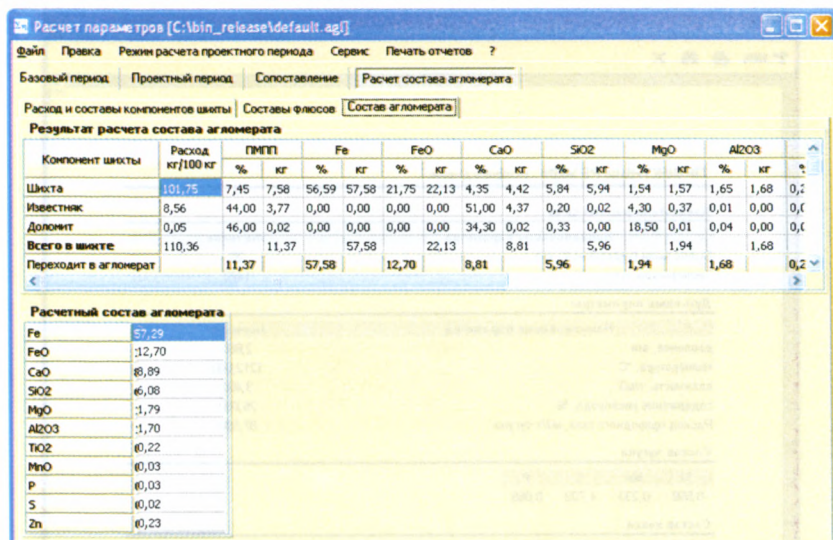 Расчет параметров [C:\bin_release\default.agl]
Файл Правка Режим расчета проектного периода Сервис Печать отчетов ?
Базовый период Проектный период Сопоставление Расчет состава агломерата
Расход и составы компонентов шихты Составы флюсов Состав агломерата
Результат расчета состава агломерата
Компонент шихты Расход кг/100 кг ПМПП Fe FeO CaO SiO2 MgO Al2O3
% кг % кг % кг % кг % кг % кг % кг %
Шихта 101,75 7,45 7,58 56,59 57,58 21,75 22,13 4,35 4,42 5,84 5,94 1,54 1,57 1,65 1,68 0,2
Известняк 8,56 44,00 3,77 0,00 0,00 0,00 0,00 51,00 4,37 0,20 0,02 4,30 0,37 0,01 0,00 0,0
Доломит 0,05 46,00 0,02 0,00 0,00 0,00 0,00 34,30 0,02 0,33 0,00 18,50 0,01 0,04 0,00 0,0
Всего в шихте 110,36 11,37 57,58 22,13 8,81 5,96 1,94 1,68
Переходит в агломерат 11,37 57,58 12,70 8,81 5,96 1,94 1,68 0,2
Расчетный состав агломерата
Fe 57,29
FeO 12,70
CaO 8,89
SiO2 6,08
MgO 1,79
Al2O3 1,70
TiO2 0,22
MnO 0,03
P 0,03
S 0,02
Zn 0,23